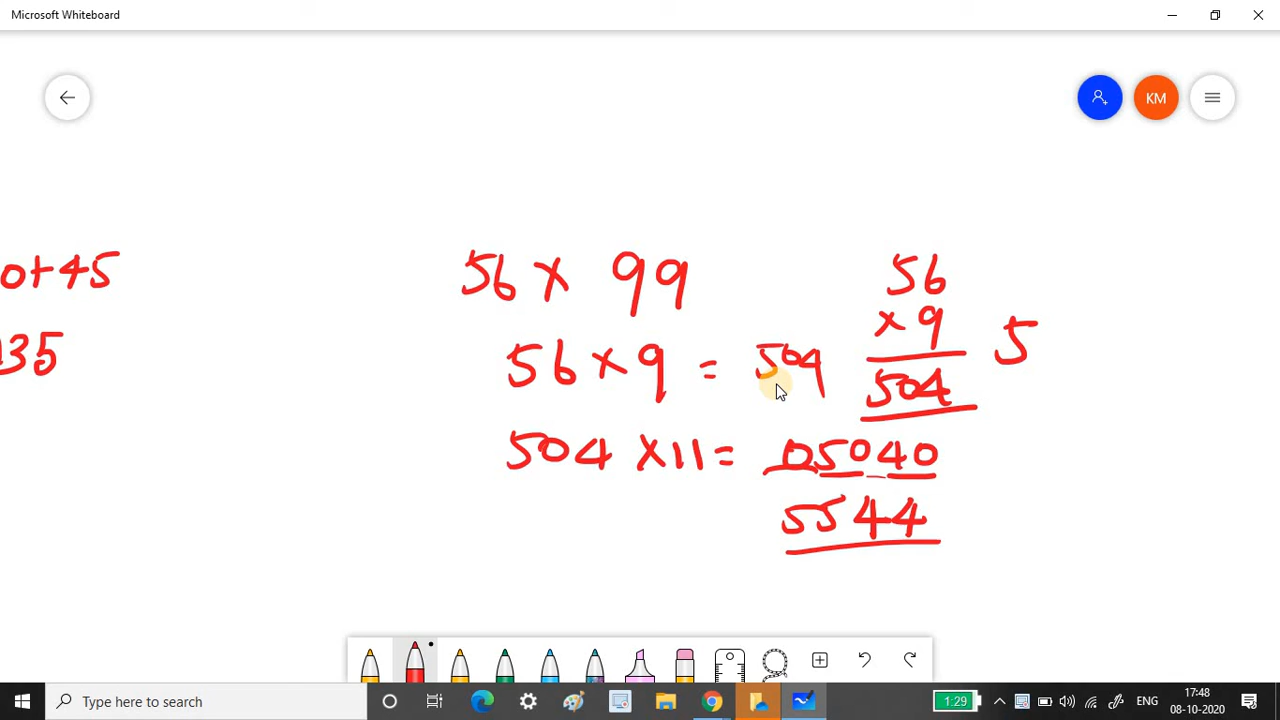 Microsoft Whiteboard
KM
0+45
35
56 × 99
56 × 9 = 504
504 × 11 = 05040
5544
56
× 9
5
504
Type here to search
1:29
ENG
17:48
08-10-2020